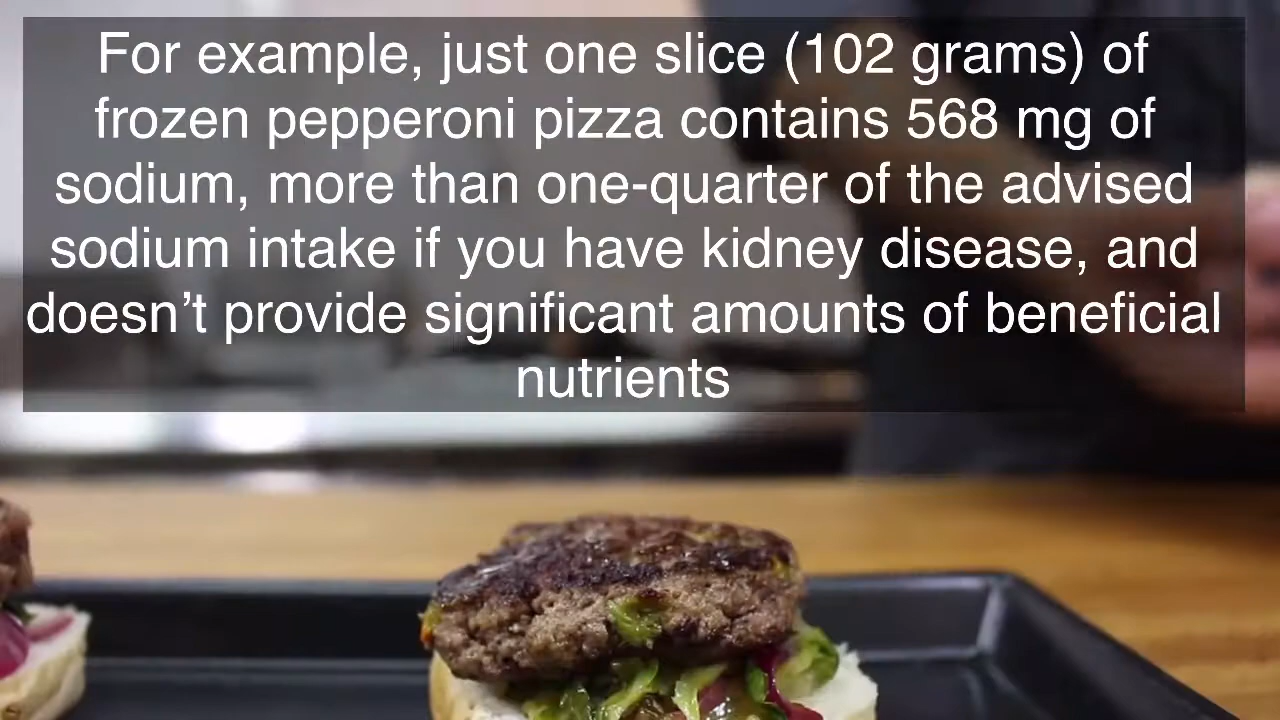 For example, just one slice (102 grams) of
frozen pepperoni pizza contains 568 mg of
sodium, more than one-quarter of the advised
sodium intake if you have kidney disease, and
doesn’t provide significant amounts of beneficial
nutrients